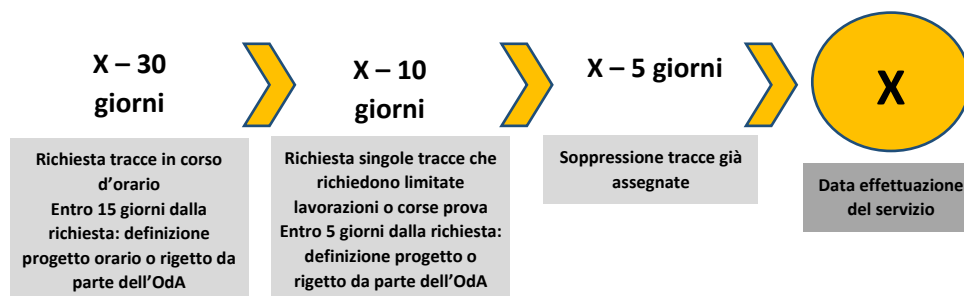 X – 30
giorni
Richiesta tracce in corso
d’orario
Entro 15 giorni dalla
richiesta: definizione
progetto orario o rigetto da
parte dell’OdA
X – 10
giorni
Richiesta singole tracce che
richiedono limitate
lavorazioni o corse prova
Entro 5 giorni dalla richiesta:
definizione progetto o
rigetto da parte dell’OdA
X – 5 giorni
Soppressione tracce già
assegnate
X
Data effettuazione
del servizio